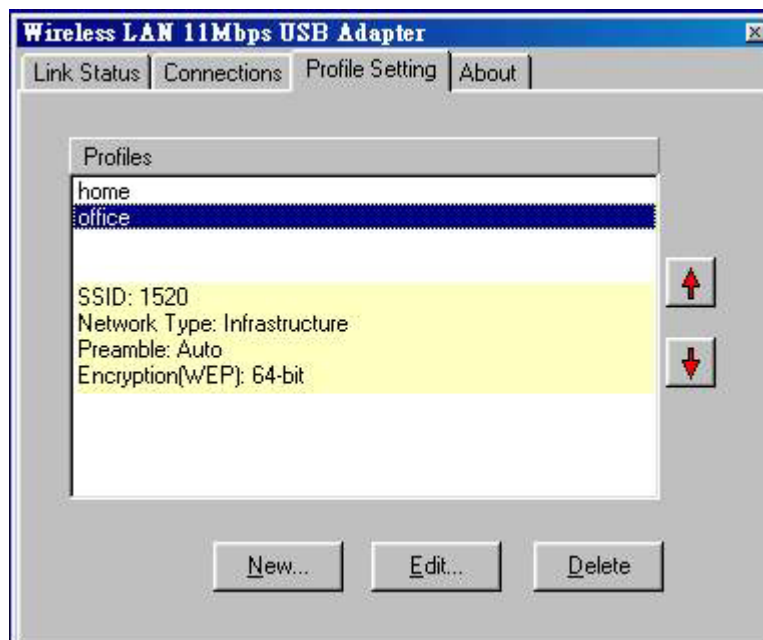 Wireless LAN 11Mbps USB Adapter
Link Status Connections Profile Setting About
Profiles
home
office
SSID: 1520
Network Type: Infrastructure
Preamble: Auto
Encryption(WEP): 64-bit
New... Edit... Delete